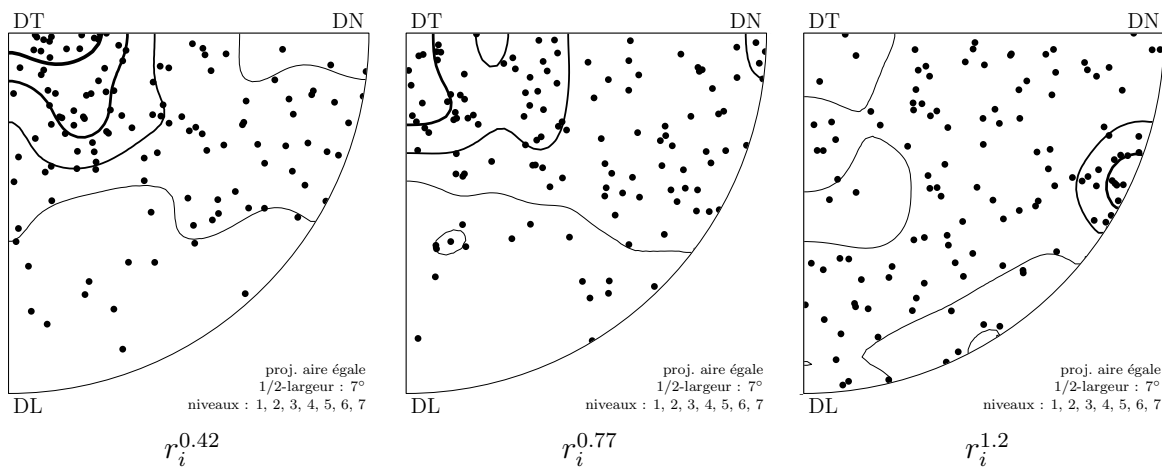 DT DN DT DN DT DN
proj. aire égale proj. aire égale proj. aire égale
1/2-largeur : 7° 1/2-largeur : 7° 1/2-largeur : 7°
DL niveaux : 1, 2, 3, 4, 5, 6, 7 DL niveaux : 1, 2, 3, 4, 5, 6, 7 DL niveaux : 1, 2, 3, 4, 5, 6, 7
r_i^0.42 r_i^0.77 r_i^1.2